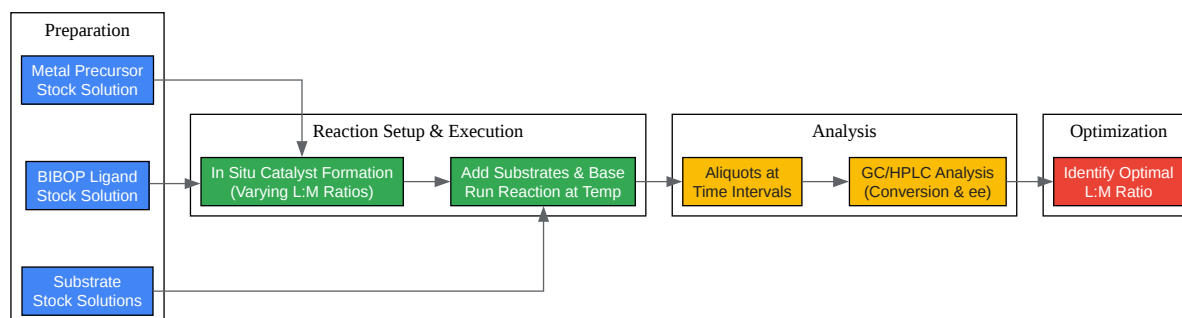 Preparation
Metal Precursor
Stock Solution
BIBOP Ligand
Stock Solution
Substrate
Stock Solutions
Reaction Setup & Execution
In Situ Catalyst Formation
(Varying L:M Ratios)
Add Substrates & Base
Run Reaction at Temp
Analysis
Aliquots at
Time Intervals
GC/HPLC Analysis
(Conversion & ee)
Optimization
Identify Optimal
L:M Ratio